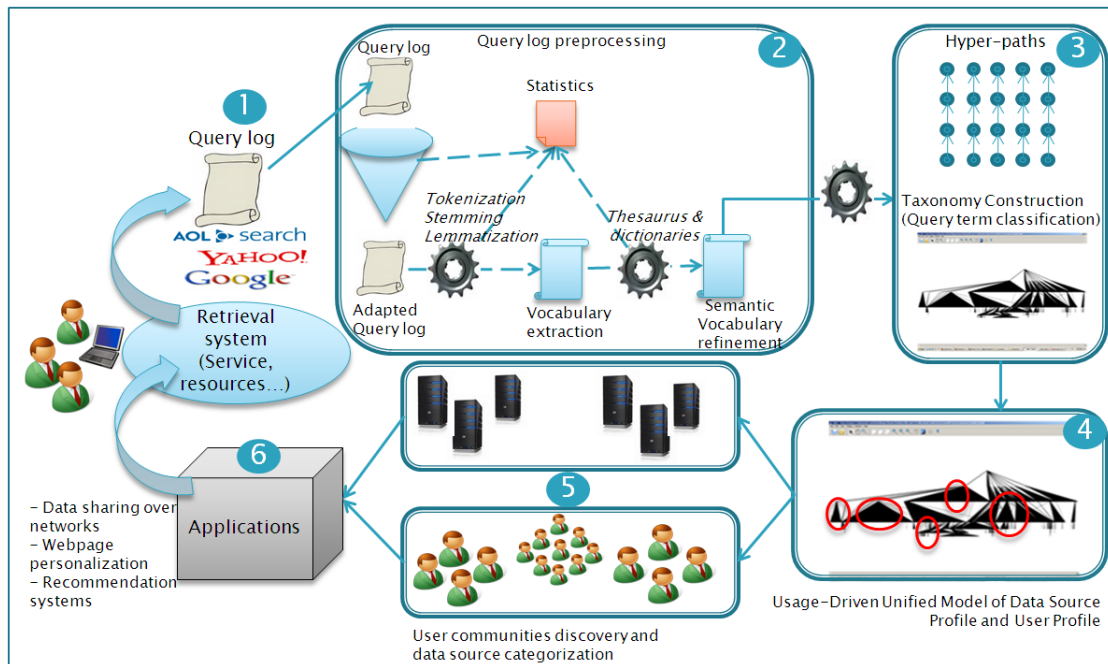 1
Query log
AOL search
YAHOO!
Google
Retrieval
system
(Service,
resources...)
2
Query log preprocessing
Query log
Statistics
Tokenization
Stemming
Lemmatization
Thesaurus &
dictionaries
Adapted
Query log
Vocabulary
extraction
Semantic
Vocabulary
refinement
3
Hyper-paths
Taxonomy Construction
(Query term classification)
4
Usage-Driven Unified Model of Data Source
Profile and User Profile
5
User communities discovery and
data source categorization
6
Applications
- Data sharing over
networks
- Webpage
personalization
- Recommendation
systems